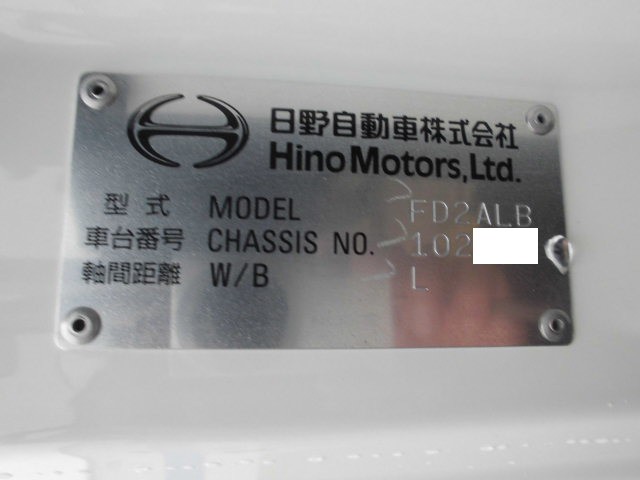 日野自動車株式会社
Hino Motors, Ltd.
型式 MODEL FD2ALB
車台番号 CHASSIS NO. 102
軸間距離 W/B L